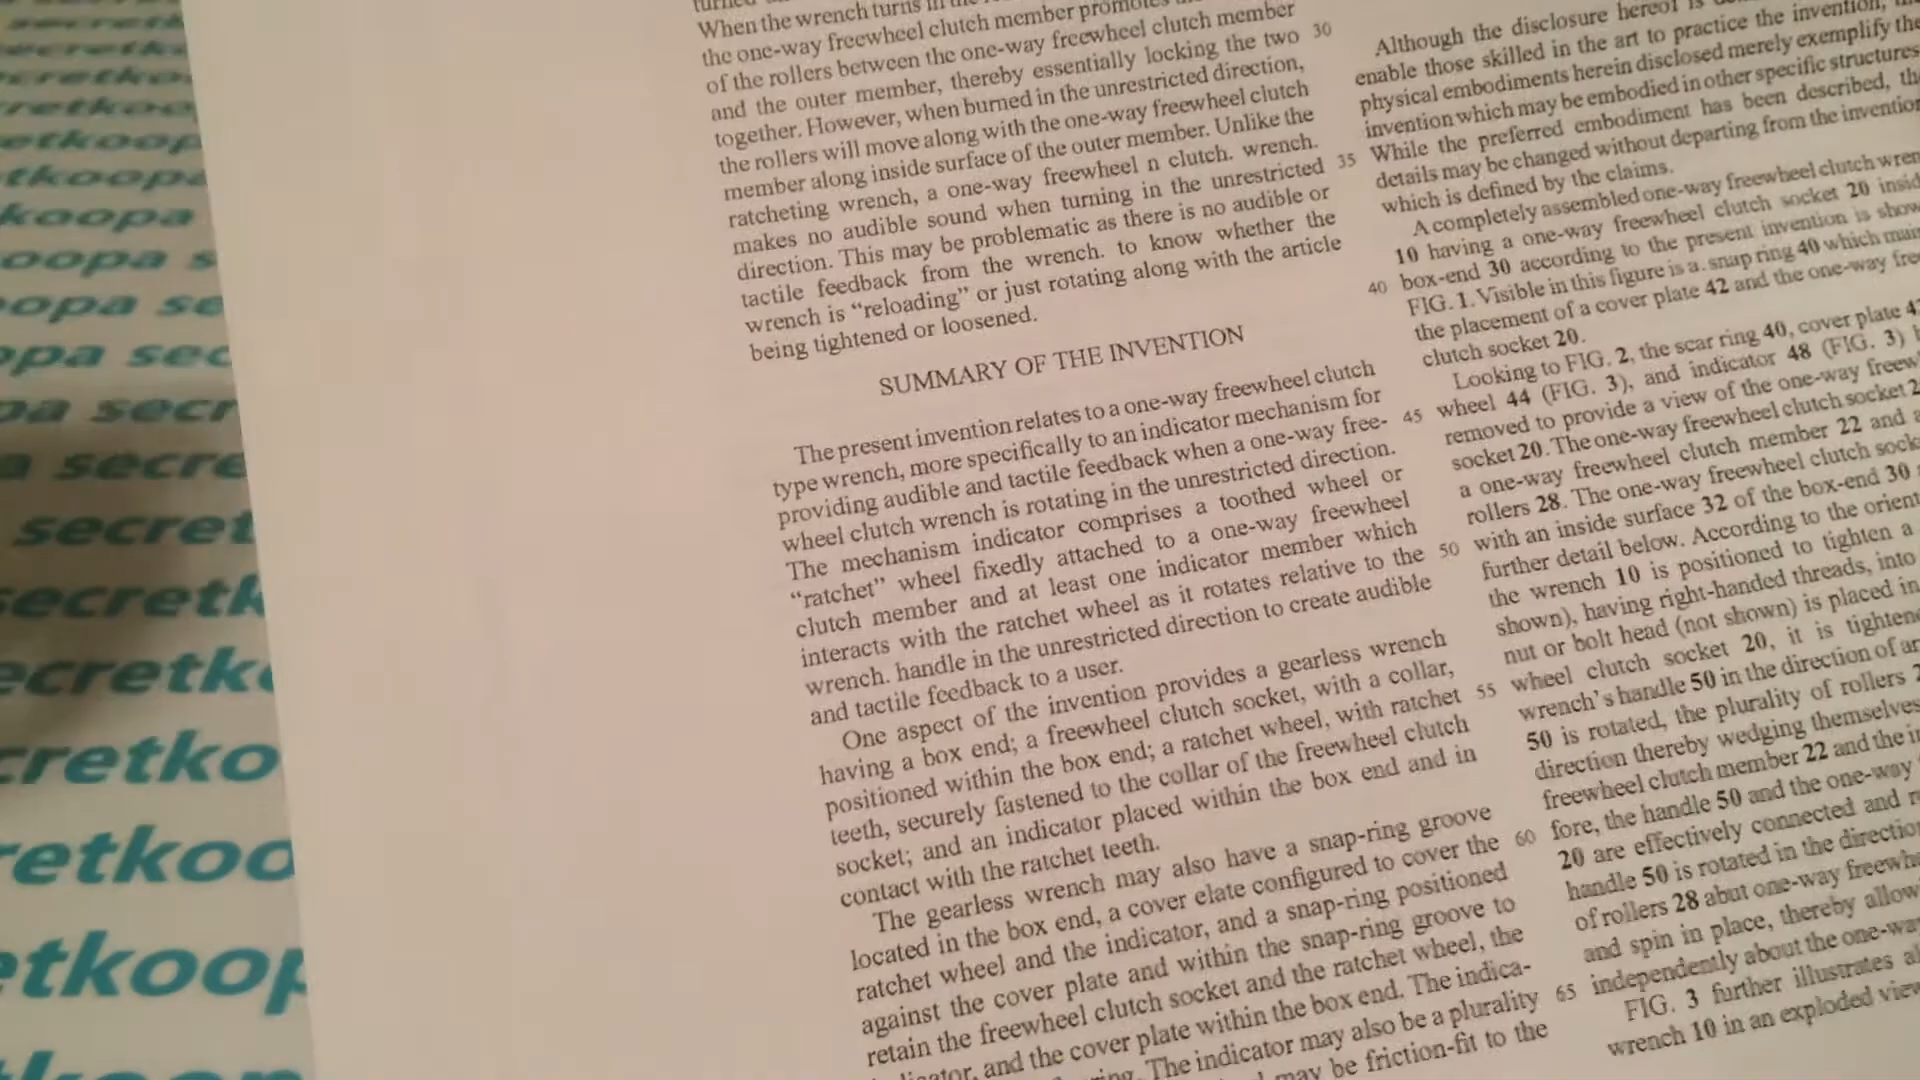 When the wrench turns in
the one-way freewheel clutch member promotes
of the rollers between the one-way freewheel clutch member
and the outer member, thereby essentially locking the two
together. However, when burned in the unrestricted direction,
the rollers will move along with the one-way freewheel clutch
member along inside surface of the outer member. Unlike the
ratcheting wrench, a one-way freewheel n clutch. wrench.
makes no audible sound when turning in the unrestricted
direction. This may be problematic as there is no audible or
tactile feedback from the wrench. to know whether the
wrench is “reloading” or just rotating along with the article
being tightened or loosened.
SUMMARY OF THE INVENTION
The present invention relates to a one-way freewheel clutch
type wrench, more specifically to an indicator mechanism for
providing audible and tactile feedback when a one-way free-
wheel clutch wrench is rotating in the unrestricted direction.
The mechanism indicator comprises a toothed wheel or
“ratchet” wheel fixedly attached to a one-way freewheel
clutch member and at least one indicator member which
interacts with the ratchet wheel as it rotates relative to the
wrench. handle in the unrestricted direction to create audible
and tactile feedback to a user.
One aspect of the invention provides a gearless wrench
having a box end; a freewheel clutch socket, with a collar,
positioned within the box end; a ratchet wheel, with ratchet
teeth, securely fastened to the collar of the freewheel clutch
socket; and an indicator placed within the box end and in
contact with the ratchet teeth.
The gearless wrench may also have a snap-ring groove
located in the box end, a cover elate configured to cover the
ratchet wheel and the indicator, and a snap-ring positioned
against the cover plate and within the snap-ring groove to
retain the freewheel clutch socket and the ratchet wheel, the
and the cover plate within the box end. The indica-
The indicator may also be a plurality
may be friction-fit to the
30
35
40
45
50
55
60
65
Although the disclosure hereof is
enable those skilled in the art to practice the invention,
physical embodiments herein disclosed merely exemplify the
invention which may be embodied in other specific structures
While the preferred embodiment has been described,
details may be changed without departing from the invention
which is defined by the claims.
A completely assembled one-way freewheel clutch
10 having a one-way freewheel clutch socket 20
box-end 30 according to the present invention is
FIG. 1. Visible in this figure is a. snap ring 40 which
the placement of a cover plate 42 and the one-way
clutch socket 20.
Looking to FIG. 2, the scar ring 40, cover plate
wheel 44 (FIG. 3), and indicator 48 (FIG. 3)
removed to provide a view of the one-way
socket 20. The one-way freewheel clutch socket
a one-way freewheel clutch member 22 and
rollers 28. The one-way freewheel clutch
with an inside surface 32 of the box-end 30
further detail below. According to the
the wrench 10 is positioned to tighten a
shown), having right-handed threads, into
nut or bolt head (not shown) is placed in
wheel clutch socket 20, it is
wrench’s handle 50 in the direction of
50 is rotated, the plurality of rollers
direction thereby wedging themselves
freewheel clutch member 22 and the
fore, the handle 50 and the one-way
20 are effectively connected and
handle 50 is rotated in the direction
of rollers 28 abut one-way
and spin in place, thereby
independently about the
FIG. 3 further illustrates
wrench 10 in an exploded view
koopa
secret